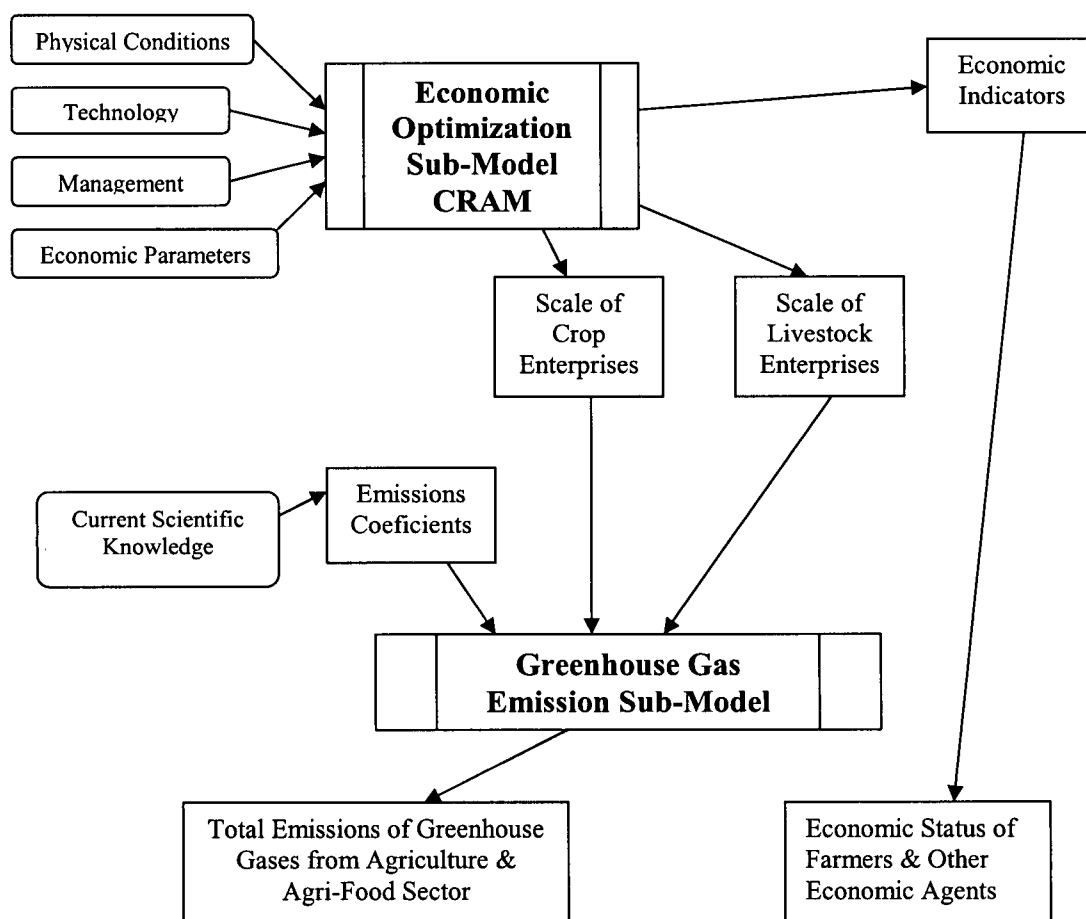 Physical Conditions
Technology
Management
Economic Parameters
Economic
Optimization
Sub-Model
CRAM
Economic
Indicators
Scale of
Crop
Enterprises
Scale of
Livestock
Enterprises
Current Scientific
Knowledge
Emissions
Coeficients
Greenhouse Gas
Emission Sub-Model
Total Emissions of Greenhouse
Gases from Agriculture &
Agri-Food Sector
Economic Status of
Farmers & Other
Economic Agents